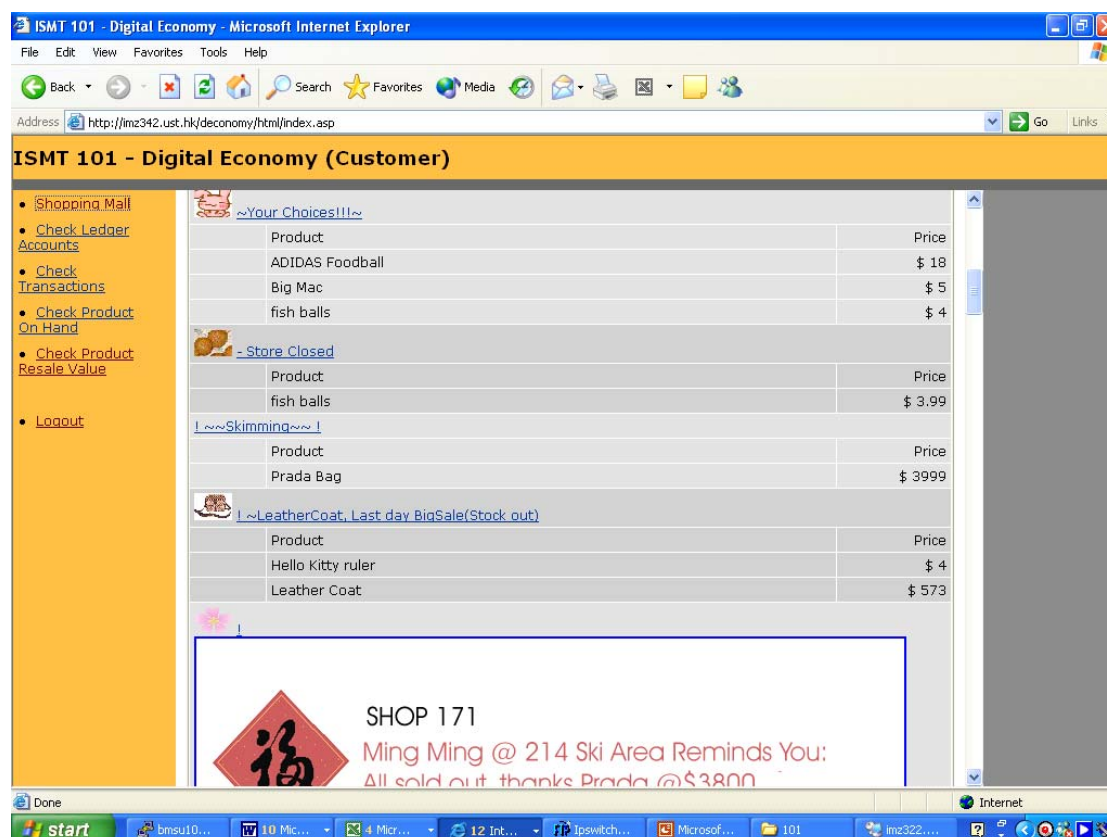 ISMT 101 - Digital Economy - Microsoft Internet Explorer
File Edit View Favorites Tools Help
Back Search Favorites Media
Address http://imz342.ust.hk/deconomy/html/index.asp Go Links
ISMT 101 - Digital Economy (Customer)
Shopping Mall
Check Ledger
Accounts
Check
Transactions
Check Product
On Hand
Check Product
Resale Value
Logout
~Your Choices!!!~
Product Price
ADIDAS Foodball $ 18
Big Mac $ 5
fish balls $ 4
- Store Closed
Product Price
fish balls $ 3.99
! ~~Skimming~~ !
Product Price
Prada Bag $ 3999
! ~LeatherCoat, Last day BigSale(Stock out)
Product Price
Hello Kitty ruler $ 4
Leather Coat $ 573
!
福
SHOP 171
Ming Ming @ 214 Ski Area Reminds You:
All sold out, thanks Prada @$3800
Done Internet
start bmsu10... 10 Mic... 4 Micr... 12 Int... Ipswitch... Microsof... 101 imz322....